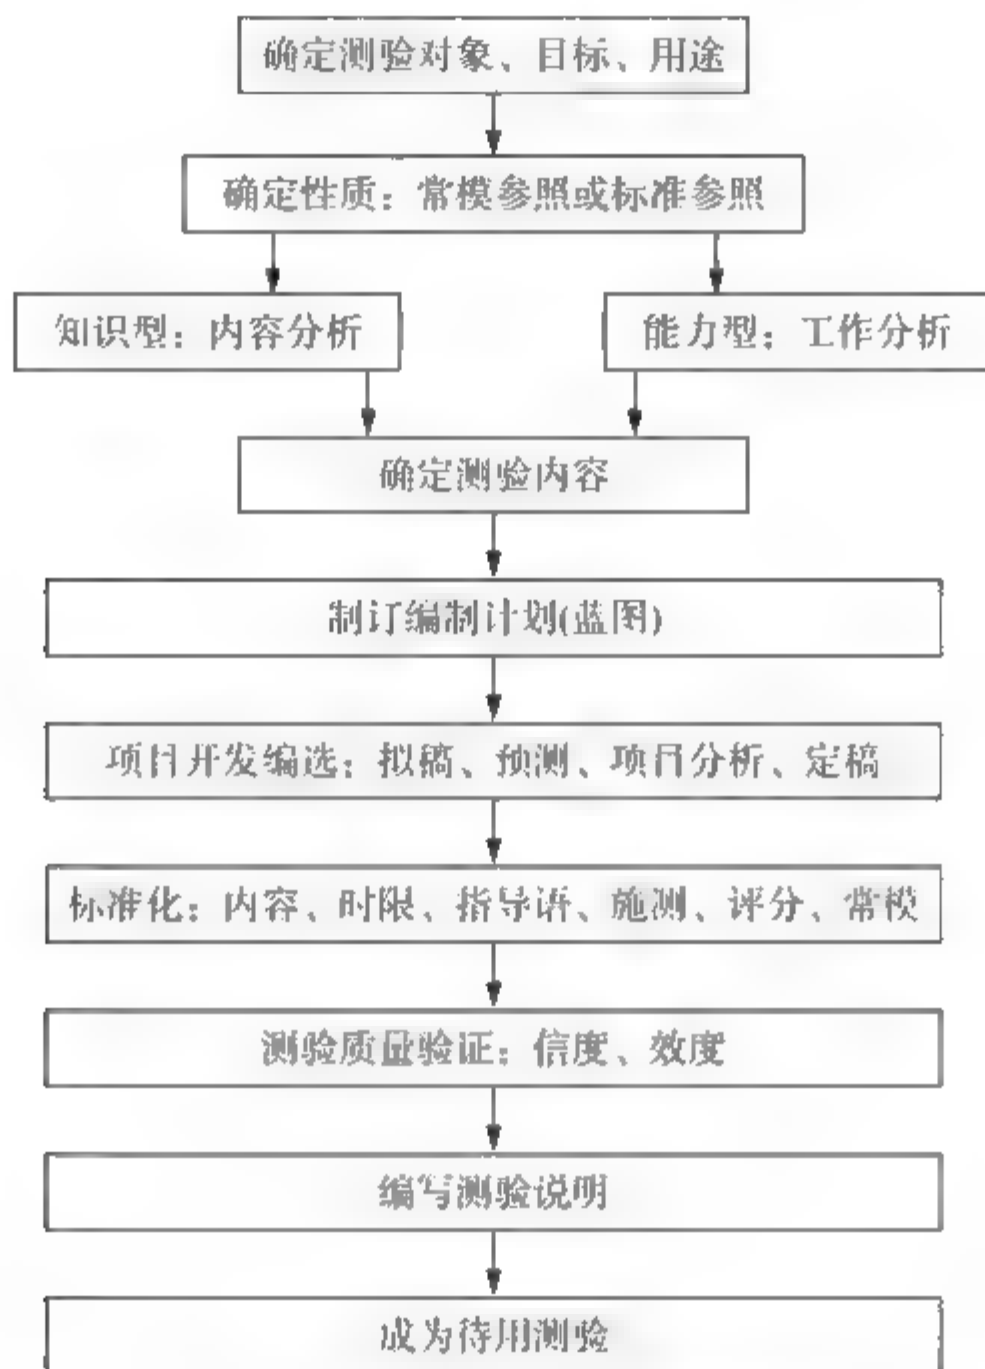 确定测验对象、目标、用途
确定性质：常模参照或标准参照
知识型：内容分析
能力型：工作分析
确定测验内容
制订编制计划(蓝图)
项目开发编选：拟稿、预测、项目分析、定稿
标准化：内容、时限、指导语、施测、评分、常模
测验质量验证：信度、效度
编写测验说明
成为待用测验